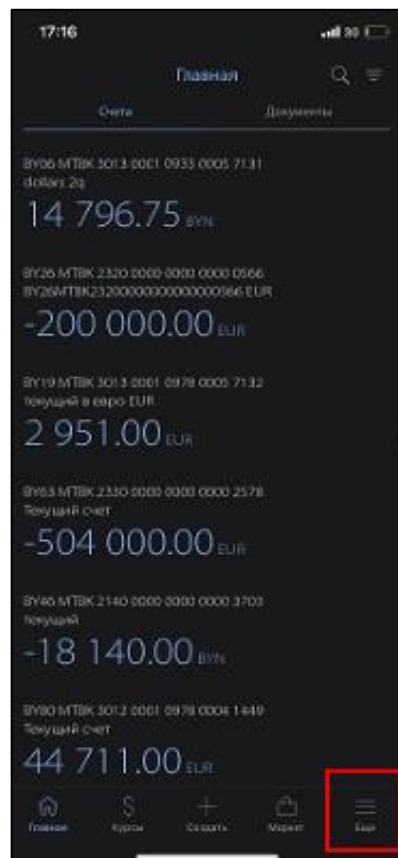 17:16
3G
Главная
Счета
Документы
BY06 MTBK 3013 0001 0933 0005 7131
dollars 2q
14 796.75 BYN
BY26 MTBK 2320 0000 0000 0000 0566
BY26MTBK23200000000000000566 EUR
-200 000.00 EUR
BY19 MTBK 3013 0001 0978 0005 7132
текущий в евро EUR
2 951.00 EUR
BY63 MTBK 2330 0000 0000 0000 2578
Текущий счет
-504 000.00 EUR
BY46 MTBK 2140 0000 0000 0000 3703
текущий
-18 140.00 BYN
BY80 MTBK 3012 0001 0978 0004 1449
Текущий счет
44 711.00 EUR
Главная
Курсы
Создать
Маркет
Еще